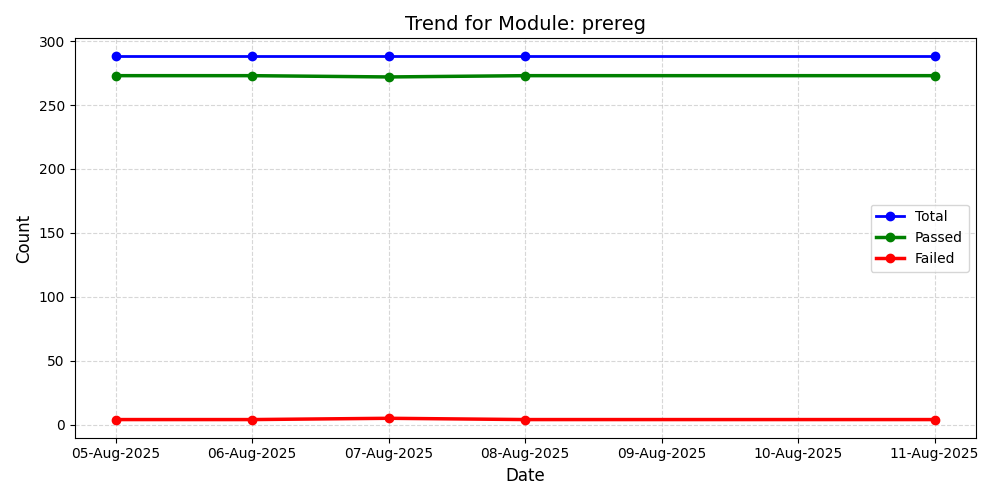 Trend for Module: prereg
300
250
200
150
100
50
0
Count
Total
Passed
Failed
05-Aug-2025
06-Aug-2025
07-Aug-2025
08-Aug-2025
09-Aug-2025
10-Aug-2025
11-Aug-2025
Date